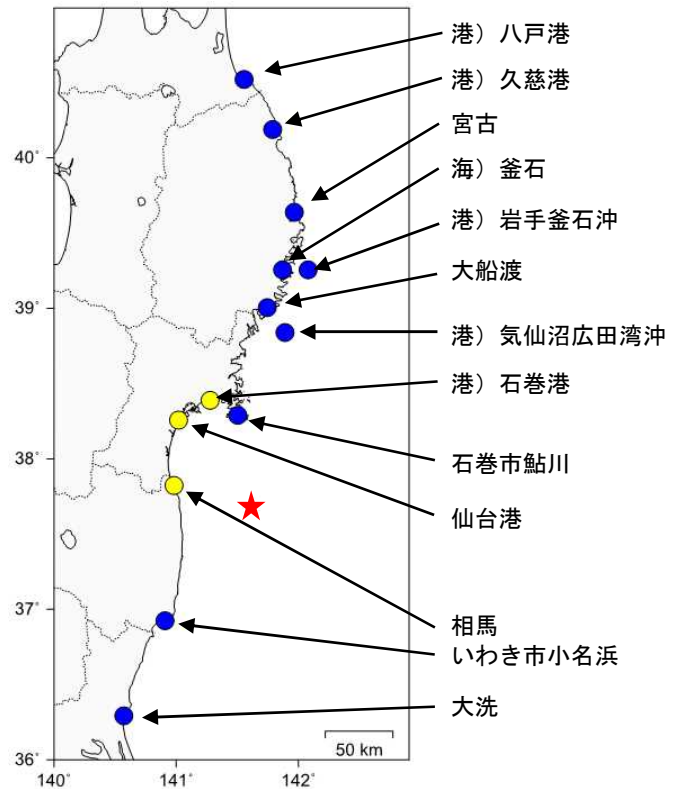 港）八戸港
港）久慈港
宮古
海）釜石
港）岩手釜石沖
大船渡
港）気仙沼広田湾沖
港）石巻港
石巻市鮎川
仙台港
相馬
いわき市小名浜
大洗
40°
39°
38°
37°
36°
50 km
140°
141°
142°